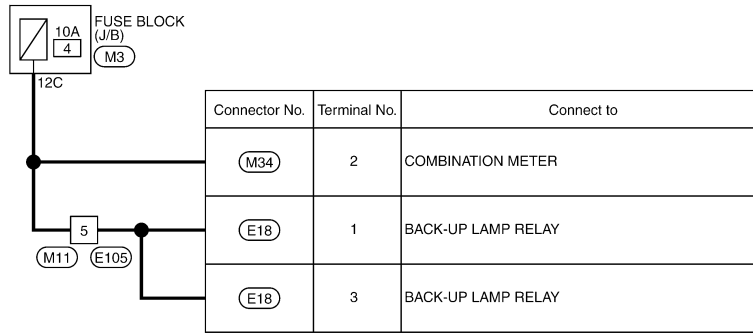 FUSE BLOCK
(J/B)
10A
4
M3
12C
Connector No. Terminal No. Connect to
M34 2 COMBINATION METER
E18 1 BACK-UP LAMP RELAY
5
M11 E105
E18 3 BACK-UP LAMP RELAY